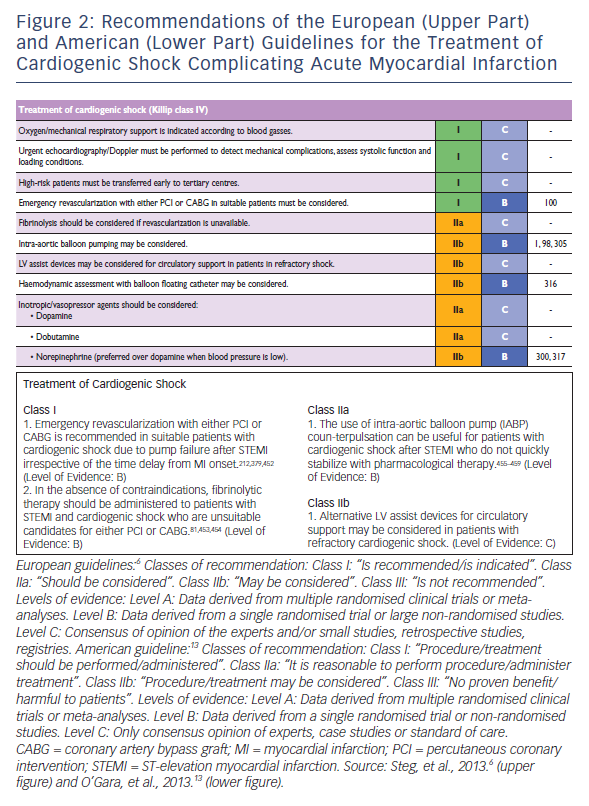 Figure 2: Recommendations of the European (Upper Part)
and American (Lower Part) Guidelines for the Treatment of
Cardiogenic Shock Complicating Acute Myocardial Infarction
Treatment of cardiogenic shock (Killip class IV)
Oxygen/mechanical respiratory support is indicated according to blood gasses. I C -
Urgent echocardiography/Doppler must be performed to detect mechanical complications, assess systolic function and
loading conditions. I C -
High-risk patients must be transferred early to tertiary centres. I C -
Emergency revascularization with either PCI or CABG in suitable patients must be considered. I B 100
Fibrinolysis should be considered if revascularization is unavailable. IIa C -
Intra-aortic balloon pumping may be considered. IIb B 1, 98, 305
LV assist devices may be considered for circulatory support in patients in refractory shock. IIb C -
Haemodynamic assessment with balloon floating catheter may be considered. IIb B 316
Inotropic/vasopressor agents should be considered:
• Dopamine IIa C -
• Dobutamine IIa C -
• Norepinephrine (preferred over dopamine when blood pressure is low). IIb B 300, 317
Treatment of Cardiogenic Shock
Class I
1. Emergency revascularization with either PCI or
CABG is recommended in suitable patients with
cardiogenic shock due to pump failure after STEMI
irrespective of the time delay from MI onset.212,379,452
(Level of Evidence: B)
2. In the absence of contraindications, fibrinolytic
therapy should be administered to patients with
STEMI and cardiogenic shock who are unsuitable
candidates for either PCI or CABG.81,453,454 (Level of
Evidence: B)
Class IIa
1. The use of intra-aortic balloon pump (IABP)
coun-terpulsation can be useful for patients with
cardiogenic shock after STEMI who do not quickly
stabilize with pharmacological therapy.455-459 (Level
of Evidence: B)
Class IIb
1. Alternative LV assist devices for circulatory
support may be considered in patients with
refractory cardiogenic shock. (Level of Evidence: C)
European guidelines:6 Classes of recommendation: Class I: “Is recommended/is indicated”. Class
IIa: “Should be considered”. Class IIb: “May be considered”. Class III: “Is not recommended”.
Levels of evidence: Level A: Data derived from multiple randomised clinical trials or meta-
analyses. Level B: Data derived from a single randomised trial or large non-randomised studies.
Level C: Consensus of opinion of the experts and/or small studies, retrospective studies,
registries. American guideline:13 Classes of recommendation: Class I: “Procedure/treatment
should be performed/administered”. Class IIa: “It is reasonable to perform procedure/administer
treatment”. Class IIb: “Procedure/treatment may be considered”. Class III: “No proven benefit/
harmful to patients”. Levels of evidence: Level A: Data derived from multiple randomised clinical
trials or meta-analyses. Level B: Data derived from a single randomised trial or non-randomised
studies. Level C: Only consensus opinion of experts, case studies or standard of care.
CABG = coronary artery bypass graft; MI = myocardial infarction; PCI = percutaneous coronary
intervention; STEMI = ST-elevation myocardial infarction. Source: Steg, et al., 2013.6 (upper
figure) and O’Gara, et al., 2013.13 (lower figure).